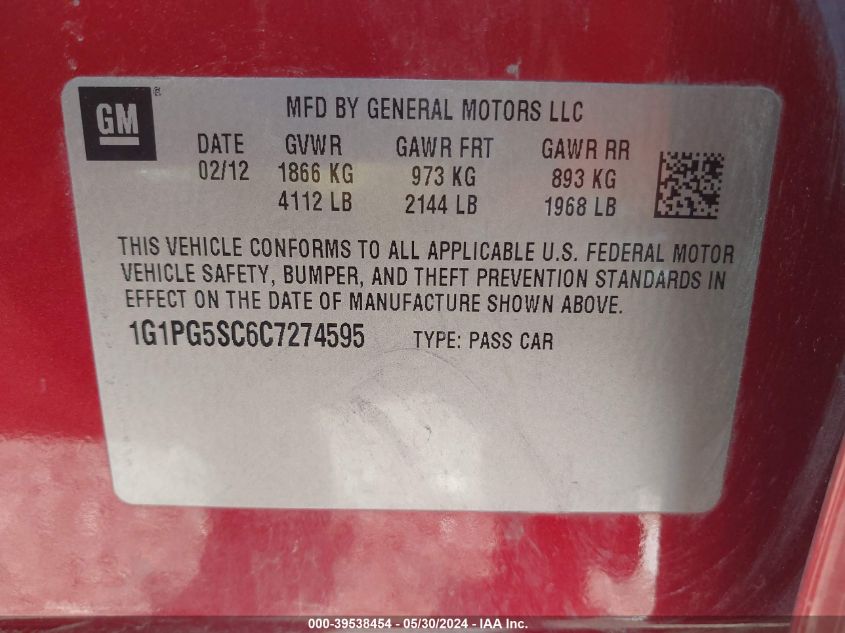 GM ®
MFD BY GENERAL MOTORS LLC
DATE GVWR GAWR FRT GAWR RR
02/12 1866 KG 973 KG 893 KG
4112 LB 2144 LB 1968 LB
THIS VEHICLE CONFORMS TO ALL APPLICABLE U.S. FEDERAL MOTOR
VEHICLE SAFETY, BUMPER, AND THEFT PREVENTION STANDARDS IN
EFFECT ON THE DATE OF MANUFACTURE SHOWN ABOVE.
1G1PG5SC6C7274595 TYPE: PASS CAR
000-39538454 - 05/30/2024 - IAA Inc.